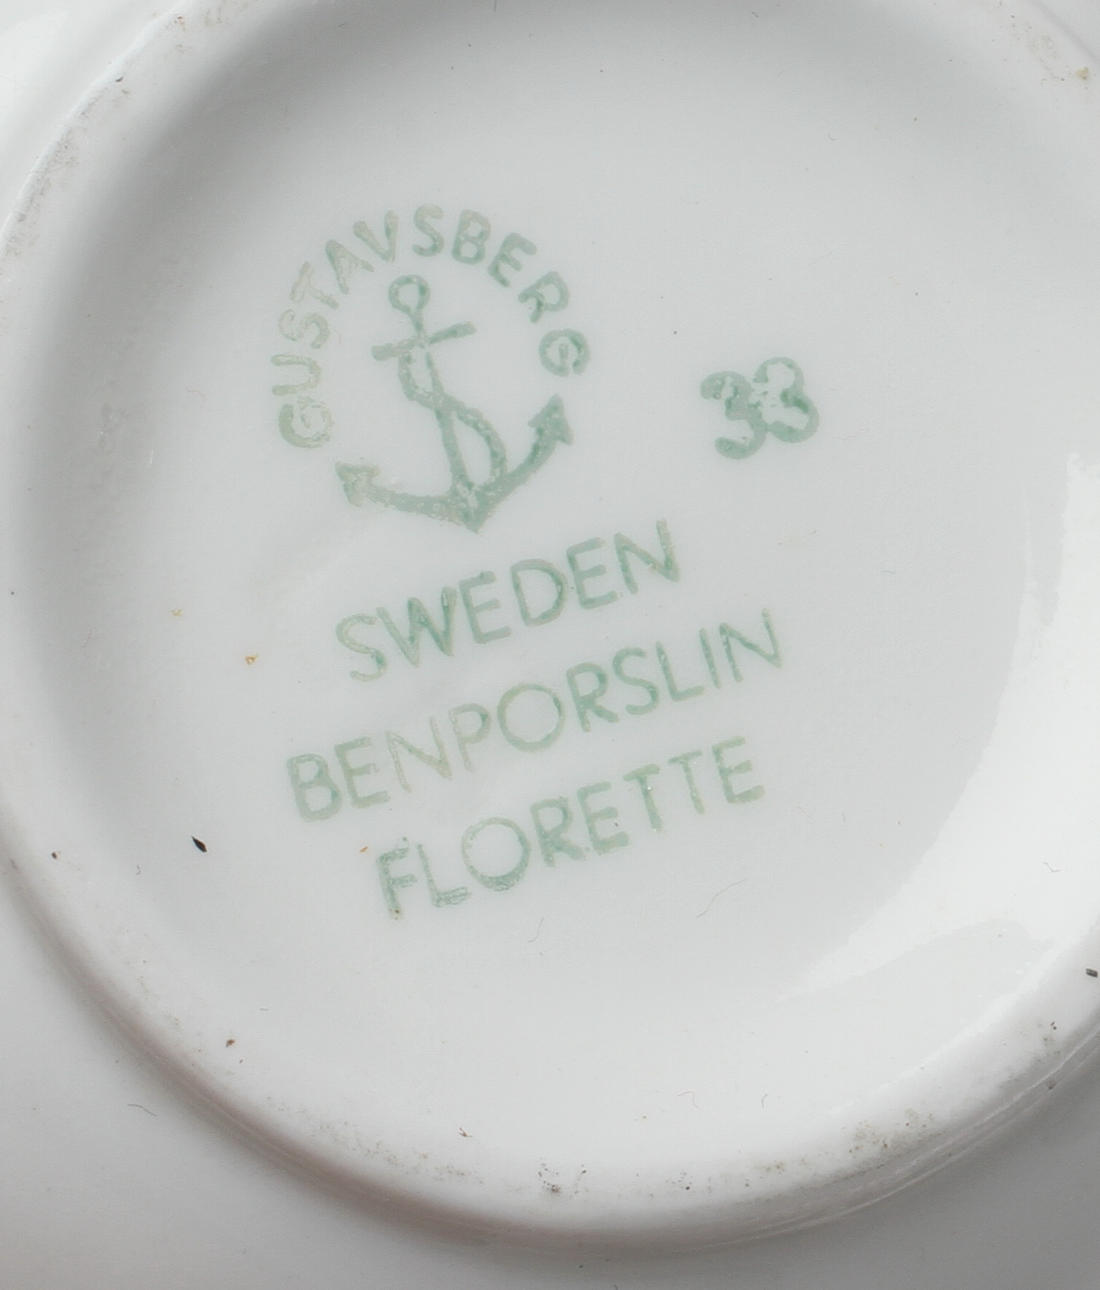 GUSTAVSBERG
33
SWEDEN
BENPORSLIN
FLORETTE